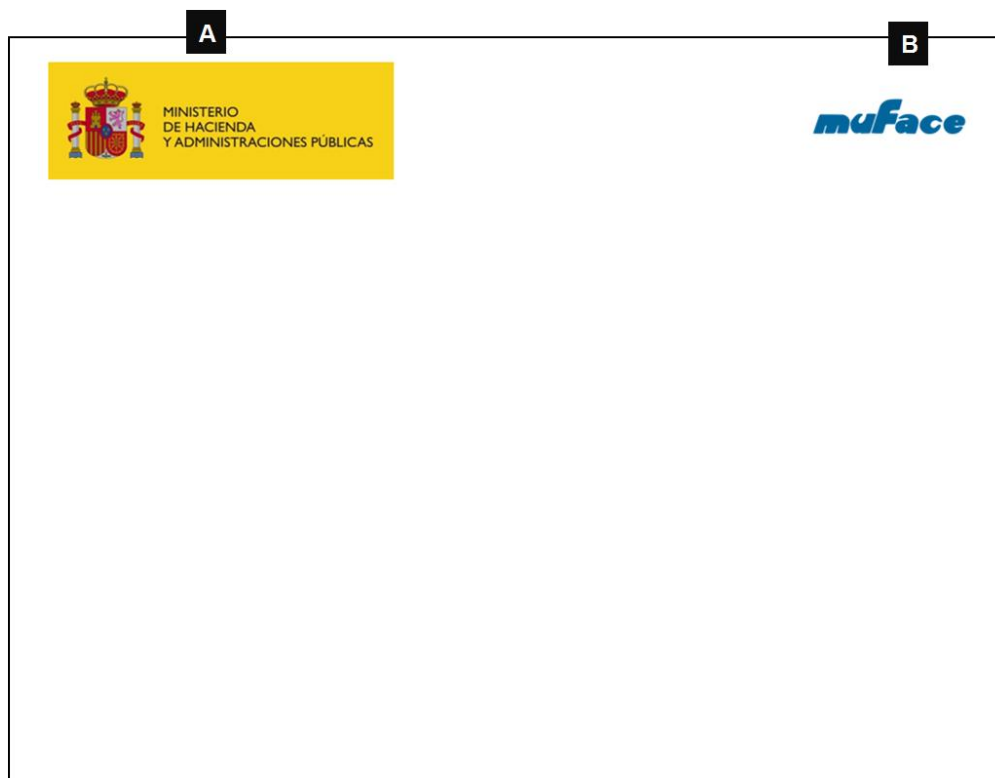 A
B
MINISTERIO
DE HACIENDA
Y ADMINISTRACIONES PÚBLICAS
muface